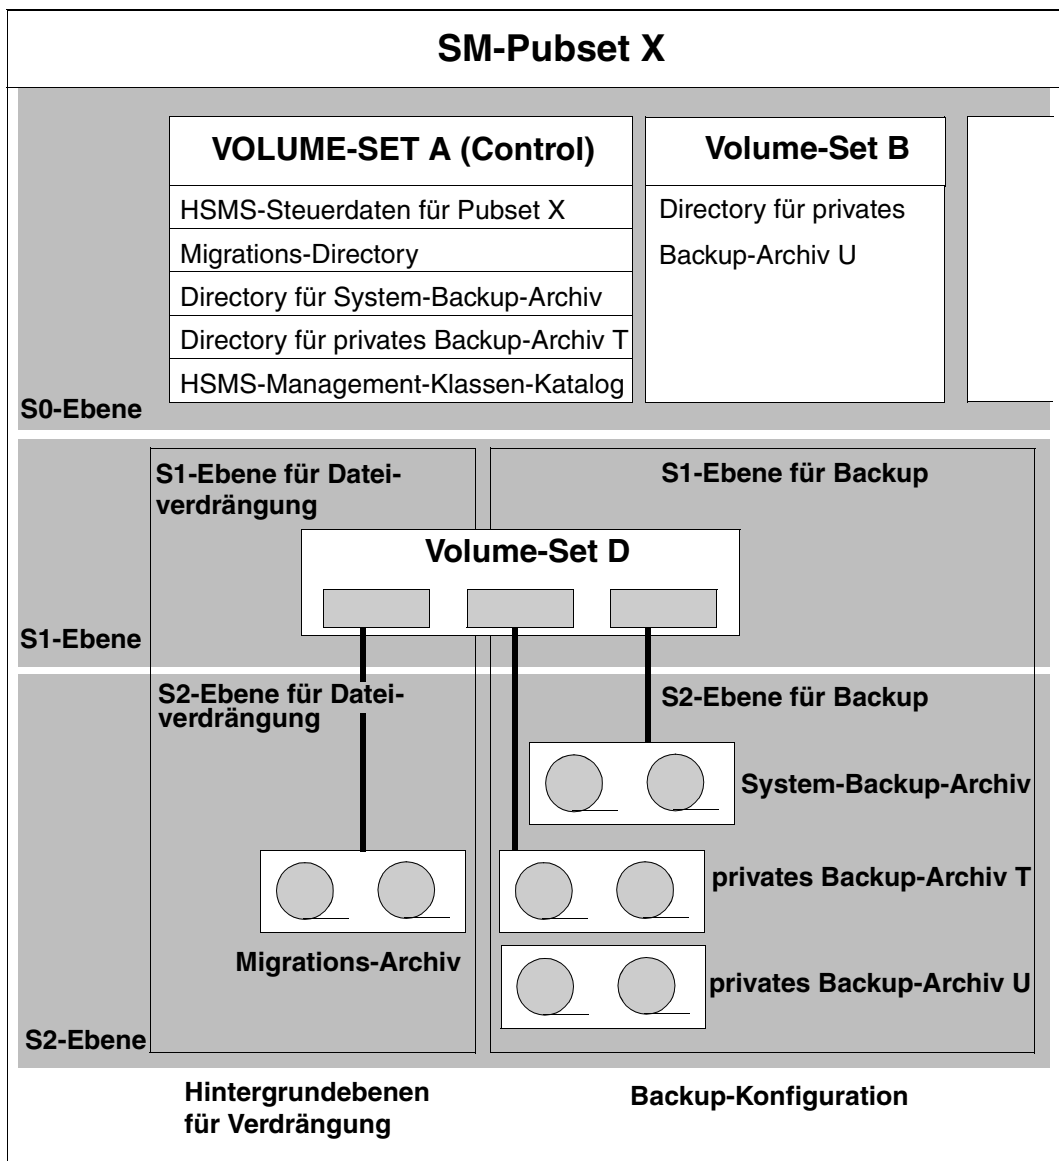 SM-Pubset X
VOLUME-SET A (Control)
HSMS-Steuerdaten für Pubset X
Migrations-Directory
Directory für System-Backup-Archiv
Directory für privates Backup-Archiv T
HSMS-Management-Klassen-Katalog
Volume-Set B
Directory für privates
Backup-Archiv U
S0-Ebene
S1-Ebene für Datei-
verdrängung
S1-Ebene für Backup
Volume-Set D
S1-Ebene
S2-Ebene für Datei-
verdrängung
S2-Ebene für Backup
System-Backup-Archiv
privates Backup-Archiv T
Migrations-Archiv
privates Backup-Archiv U
S2-Ebene
Hintergrundebenen
für Verdrängung
Backup-Konfiguration